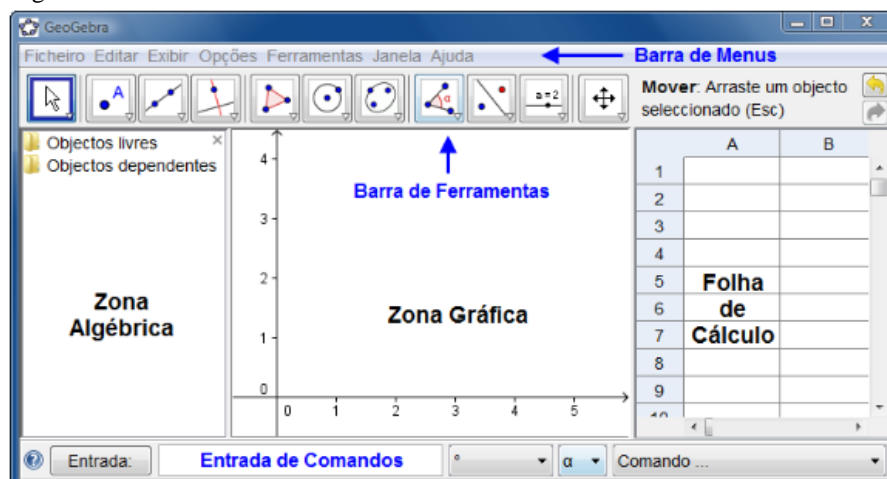 GeoGebra
Ficheiro Editar Exibir Opções Ferramentas Janela Ajuda
Barra de Menus
A
α
a=2
Mover: Arraste um objecto
seleccionado (Esc)
Barra de Ferramentas
Objectos livres
Objectos dependentes
Zona
Algébrica
4
3
2
1
0
0 1 2 3 4 5
Zona Gráfica
A B
1
2
3
4
5 Folha
6 de
7 Cálculo
8
9
Entrada:
Entrada de Comandos
°
α
Comando ...